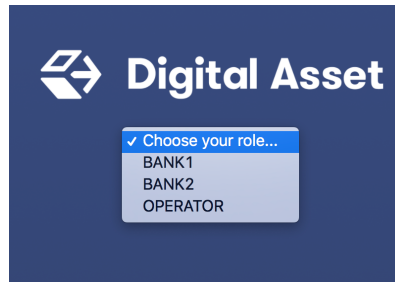 Digital Asset
✓ Choose your role...
BANK1
BANK2
OPERATOR